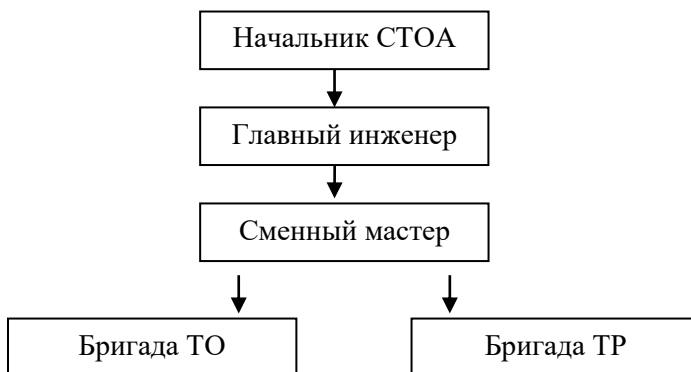 Начальник СТОА
Главный инженер
Сменный мастер
Бригада ТО
Бригада ТР